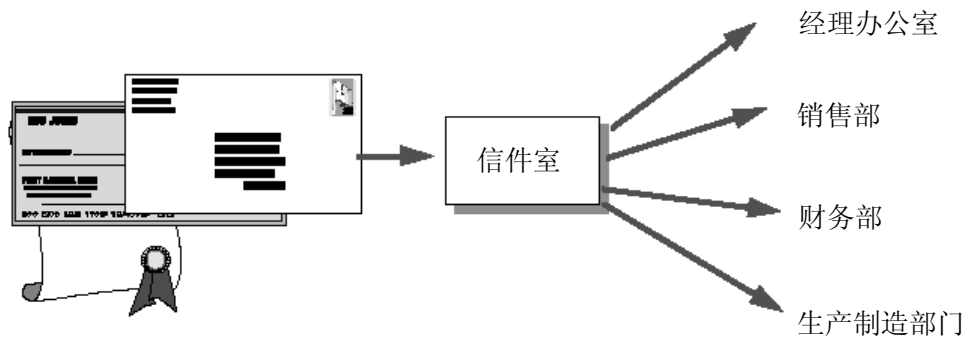 经理办公室
销售部
信件室
财务部
生产制造部门